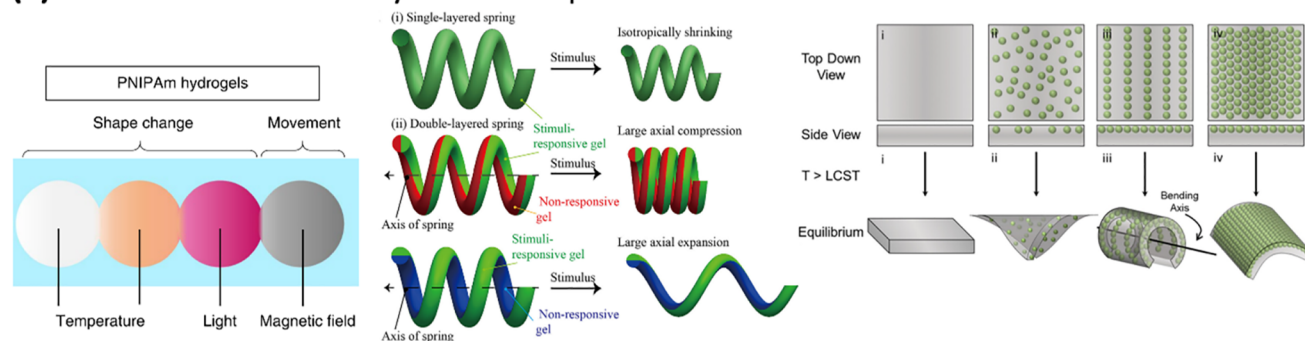 PNIPAm hydrogels
Shape change
Movement
Temperature
Light
Magnetic field
(i) Single-layered spring
Stimulus
Isotropically shrinking
Stimuli-
responsive gel
(ii) Double-layered spring
Stimulus
Large axial compression
Non-responsive
gel
Axis of spring
Stimuli-
responsive gel
Stimulus
Large axial expansion
Non-responsive
gel
Axis of spring
Top Down
View
i
ii
iii
iv
Side View
i
ii
iii
iv
T > LCST
Bending
Axis
Equilibrium